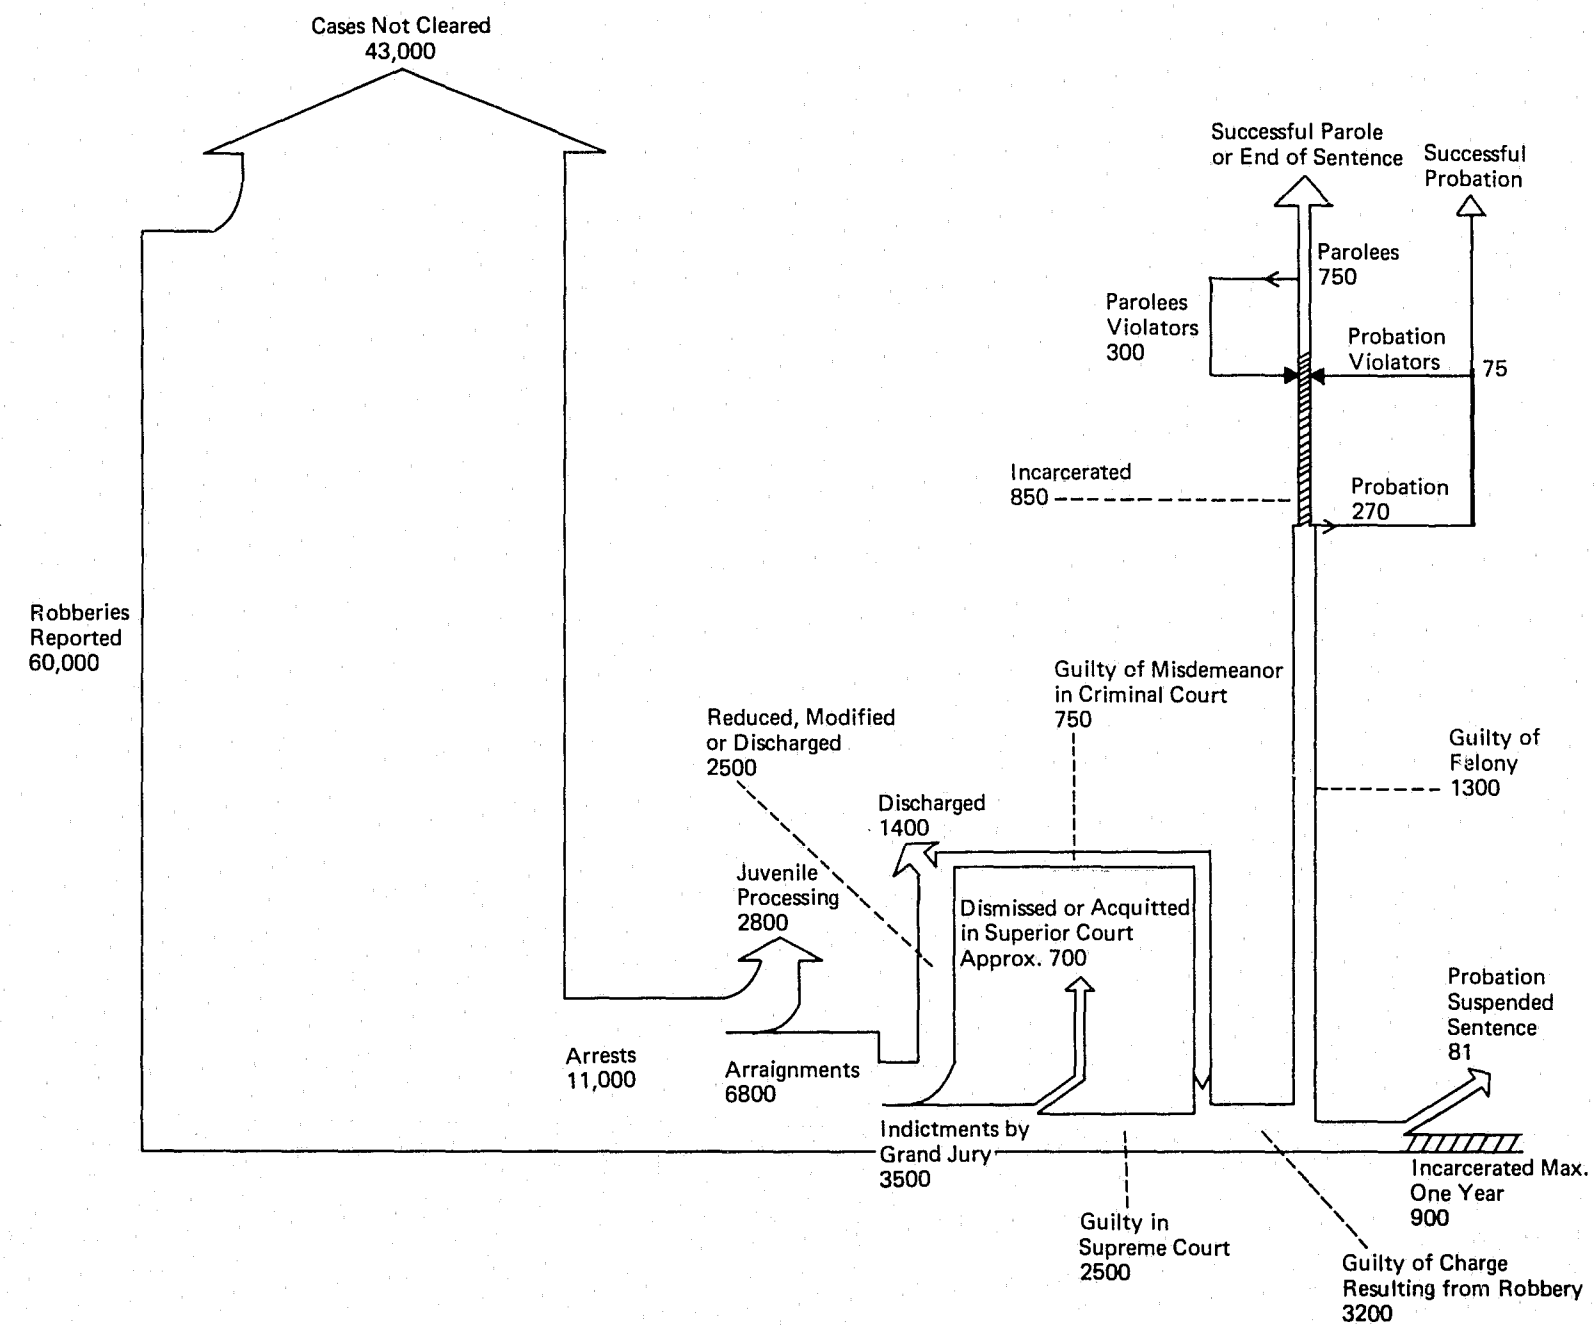 Cases Not Cleared
43,000
Successful Parole
or End of Sentence
Successful
Probation
Parolees
750
Parolees
Violators
300
Probation
Violators
75
Incarcerated
850
Probation
270
Robberies
Reported
60,000
Guilty of Misdemeanor
in Criminal Court
750
Reduced, Modified
or Discharged
2500
Guilty of
Felony
1300
Discharged
1400
Juvenile
Processing
2800
Dismissed or Acquitted
in Superior Court
Approx. 700
Probation
Suspended
Sentence
81
Arrests
11,000
Arraignments
6800
Indictments by
Grand Jury
3500
Incarcerated Max.
One Year
900
Guilty in
Supreme Court
2500
Guilty of Charge
Resulting from Robbery
3200